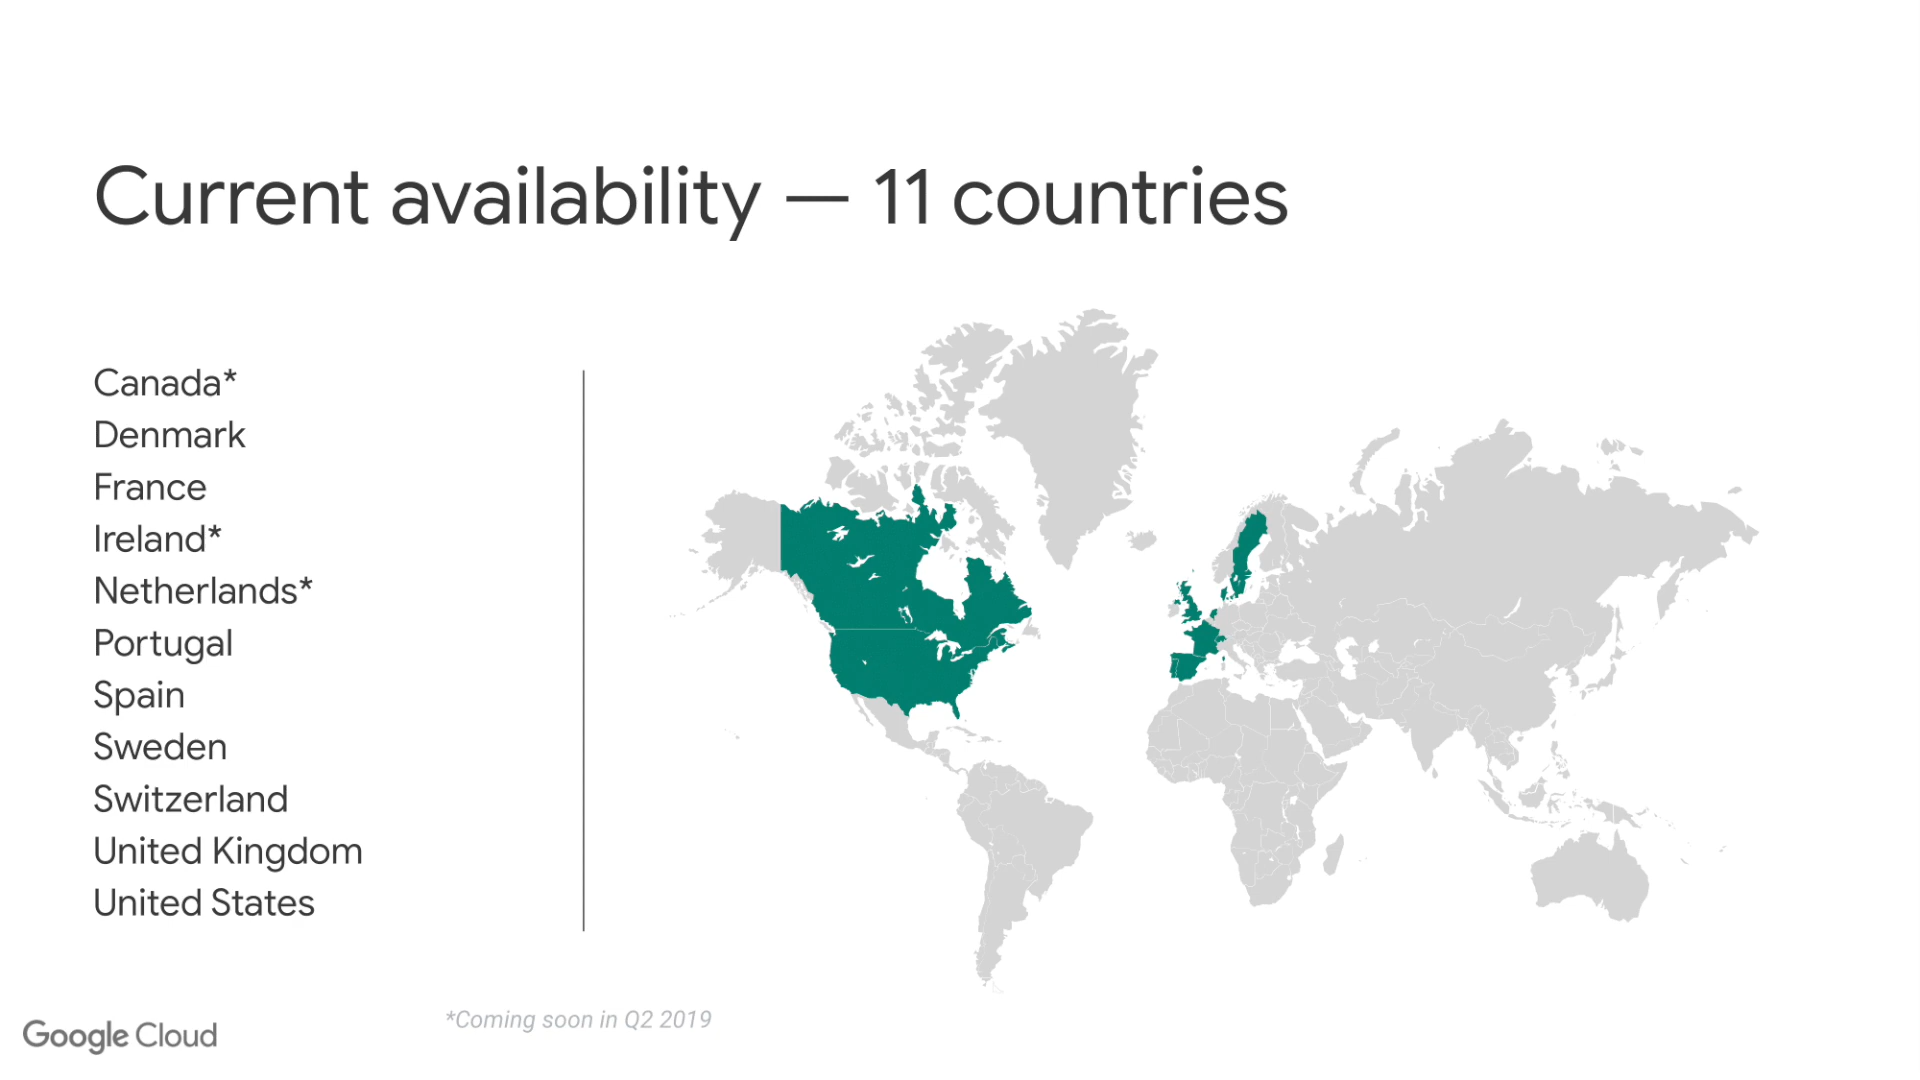 Current availability — 11 countries
Canada*
Denmark
France
Ireland*
Netherlands*
Portugal
Spain
Sweden
Switzerland
United Kingdom
United States
*Coming soon in Q2 2019
Google Cloud